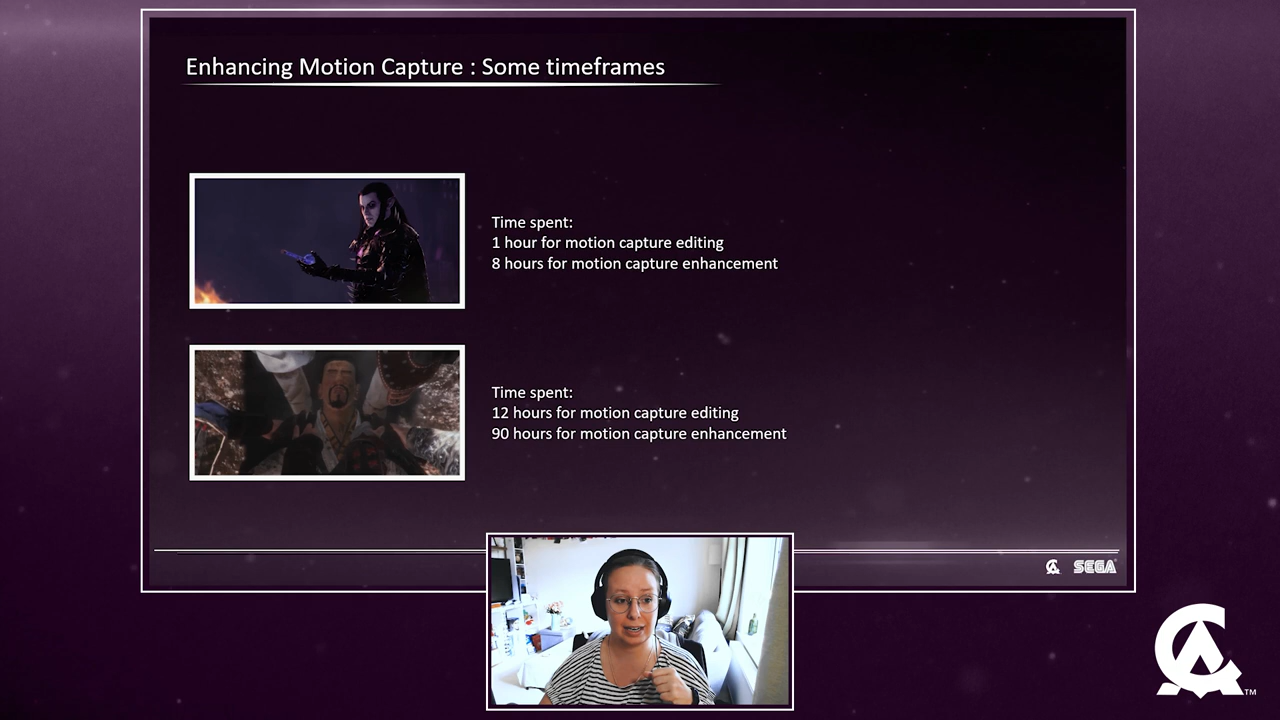 Enhancing Motion Capture : Some timeframes
Time spent:
1 hour for motion capture editing
8 hours for motion capture enhancement
Time spent:
12 hours for motion capture editing
90 hours for motion capture enhancement
SEGA
TM